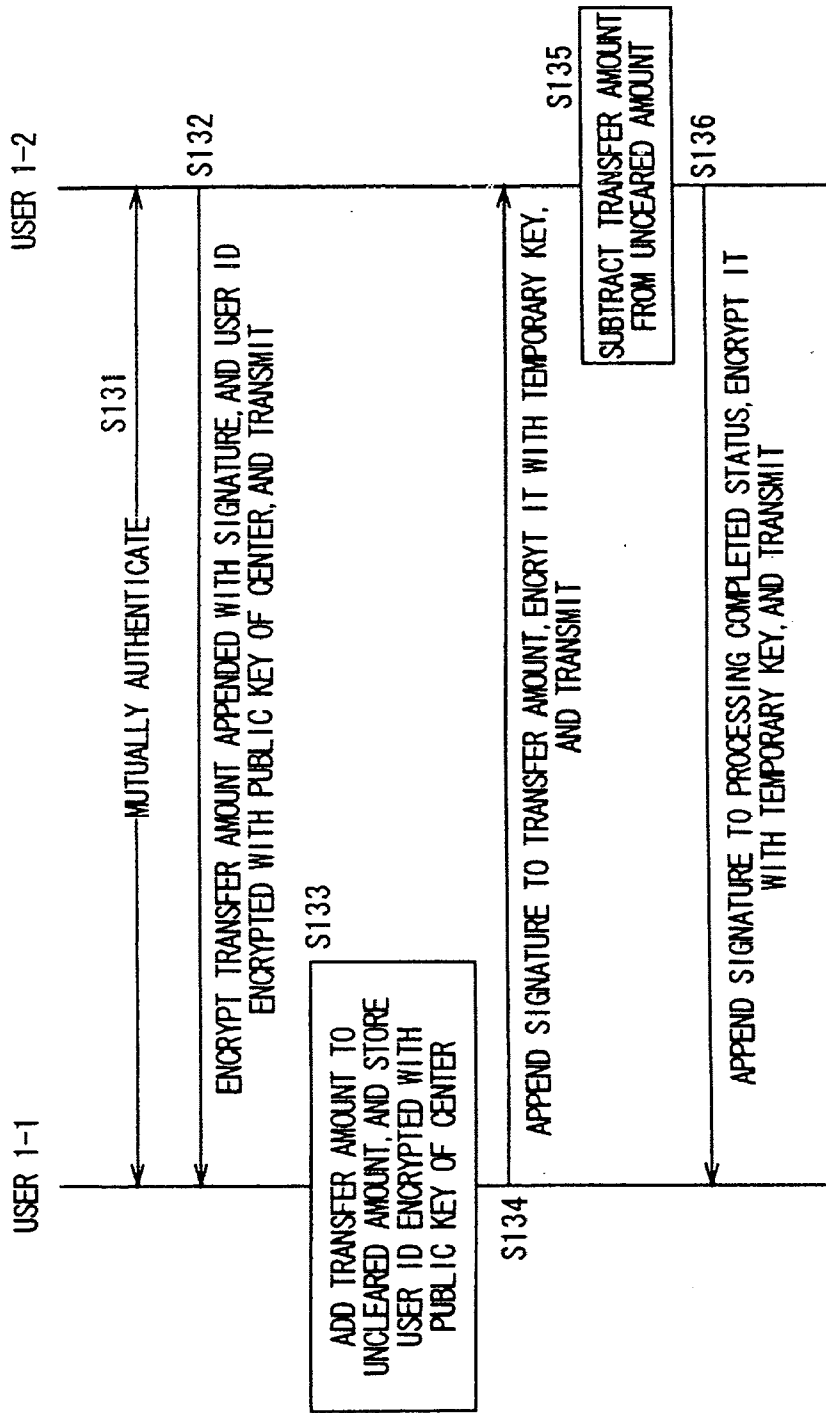 USER 1-1
USER 1-2
MUTUALLY AUTHENTICATE
S131
S132
ENCRYPT TRANSFER AMOUNT APPENDED WITH SIGNATURE, AND USER ID
ENCRYPTED WITH PUBLIC KEY OF CENTER, AND TRANSMIT
S133
ADD TRANSFER AMOUNT TO
UNCLEARED AMOUNT, AND STORE
USER ID ENCRYPTED WITH
PUBLIC KEY OF CENTER
S134
APPEND SIGNATURE TO TRANSFER AMOUNT, ENCRYT IT WITH TEMPORARY KEY,
AND TRANSMIT
S135
SUBTRACT TRANSFER AMOUNT
FROM UNCEARED AMOUNT
S136
APPEND SIGNATURE TO PROCESSING COMPLETED STATUS, ENCRYPT IT
WITH TEMPORARY KEY, AND TRANSMIT